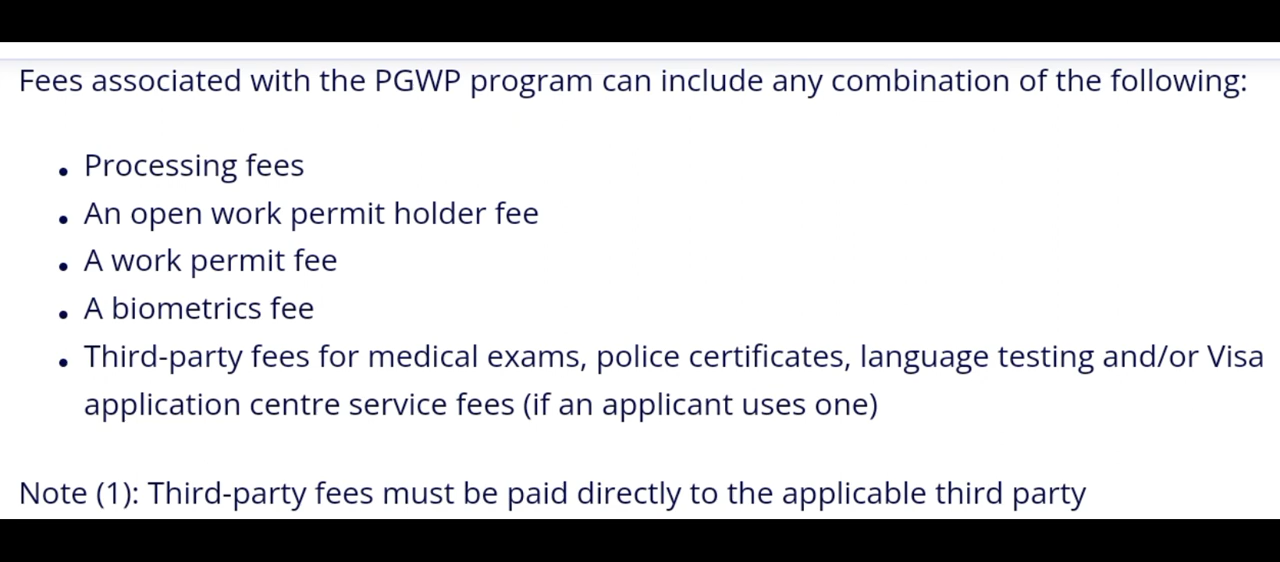 Fees associated with the PGWP program can include any combination of the following:
• Processing fees
• An open work permit holder fee
• A work permit fee
• A biometrics fee
• Third-party fees for medical exams, police certificates, language testing and/or Visa
application centre service fees (if an applicant uses one)
Note (1): Third-party fees must be paid directly to the applicable third party